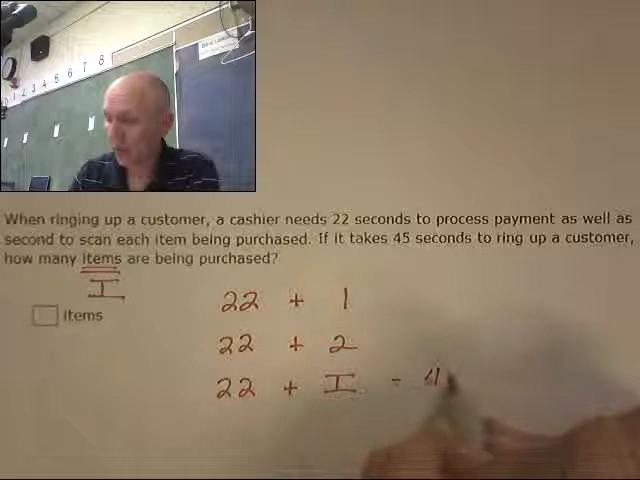 1 2 3 4 5 6 7 8
When ringing up a customer, a cashier needs 22 seconds to process payment as well as
second to scan each item being purchased. If it takes 45 seconds to ring up a customer,
how many items are being purchased?
I
items
22 + 1
22 + 2
22 + I = 4